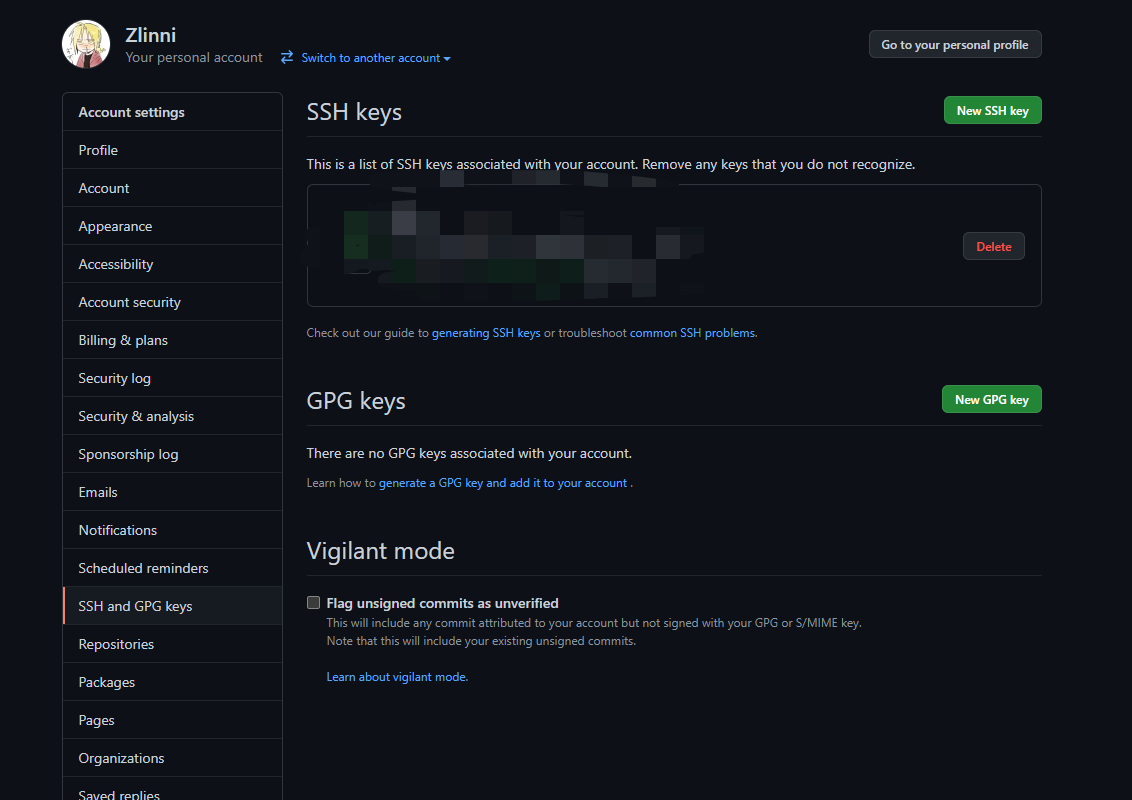 Zlinni
Your personal account Switch to another account
Go to your personal profile
Account settings
Profile
Account
Appearance
Accessibility
Account security
Billing & plans
Security log
Security & analysis
Sponsorship log
Emails
Notifications
Scheduled reminders
SSH and GPG keys
Repositories
Packages
Pages
Organizations
Saved replies
SSH keys
New SSH key
This is a list of SSH keys associated with your account. Remove any keys that you do not recognize.
Delete
Check out our guide to generating SSH keys or troubleshoot common SSH problems.
GPG keys
New GPG key
There are no GPG keys associated with your account.
Learn how to generate a GPG key and add it to your account .
Vigilant mode
Flag unsigned commits as unverified
This will include any commit attributed to your account but not signed with your GPG or S/MIME key.
Note that this will include your existing unsigned commits.
Learn about vigilant mode.